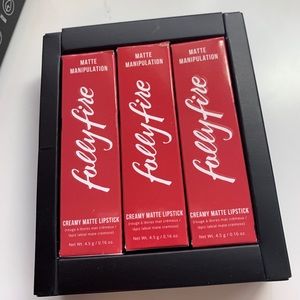 MATTE
MANIPULATION
follyfire
CREAMY MATTE LIPSTICK
Net Wt. 4.5 g / 0.16 oz
MATTE
MANIPULATION
follyfire
CREAMY MATTE LIPSTICK
Net Wt. 4.5 g / 0.16 oz
MATTE
MANIPULATION
follyfire
CREAMY MATTE LIPSTICK
Net Wt. 4.5 g / 0.16 oz